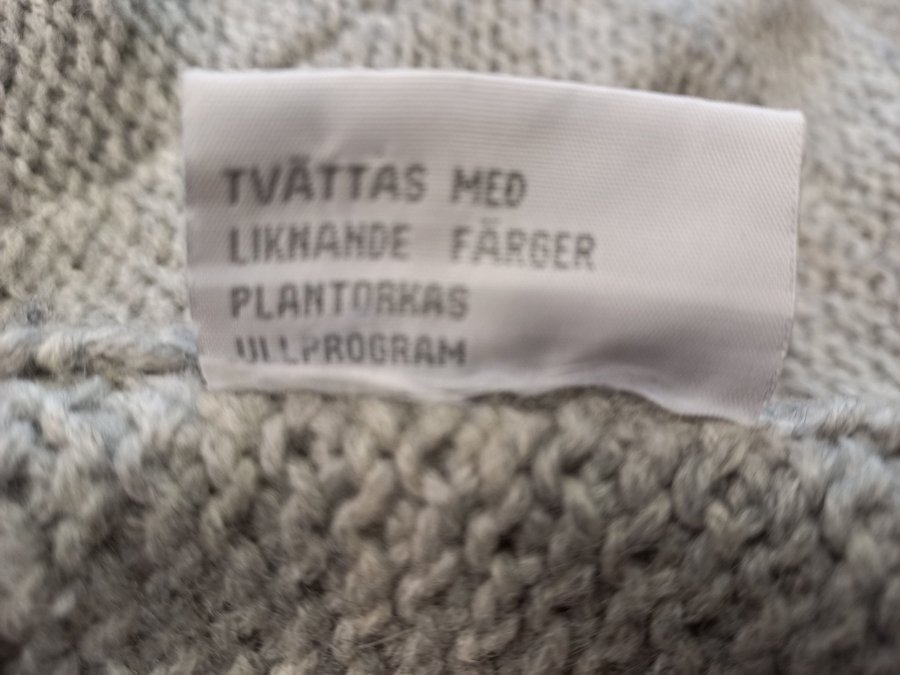 TVÄTTAS MED
LIKNANDE FÄRGER
PLANTORKAS
ULLPROGRAM